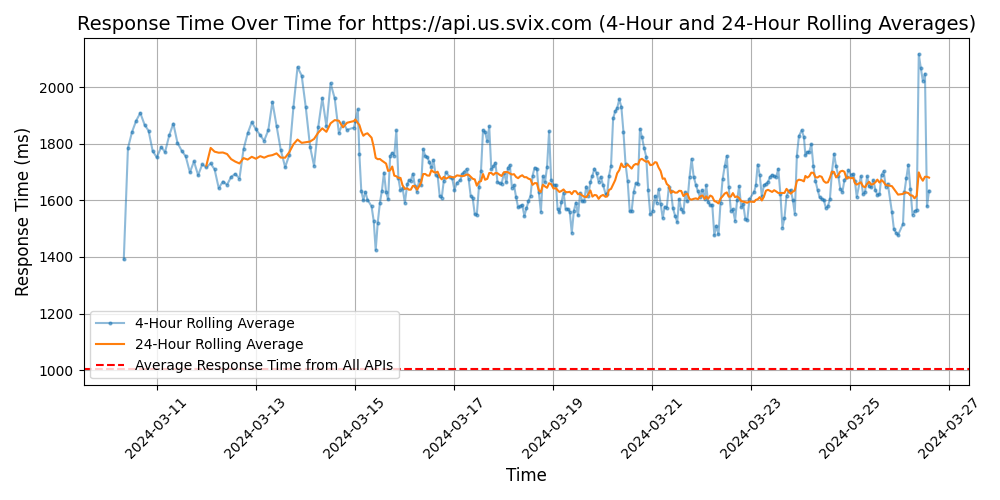 Response Time Over Time for https://api.us.svix.com (4-Hour and 24-Hour Rolling Averages)
Response Time (ms)
2000
1800
1600
1400
1200
1000
4-Hour Rolling Average
24-Hour Rolling Average
Average Response Time from All APIs
2024-03-11
2024-03-13
2024-03-15
2024-03-17
2024-03-19
2024-03-21
2024-03-23
2024-03-25
2024-03-27
Time